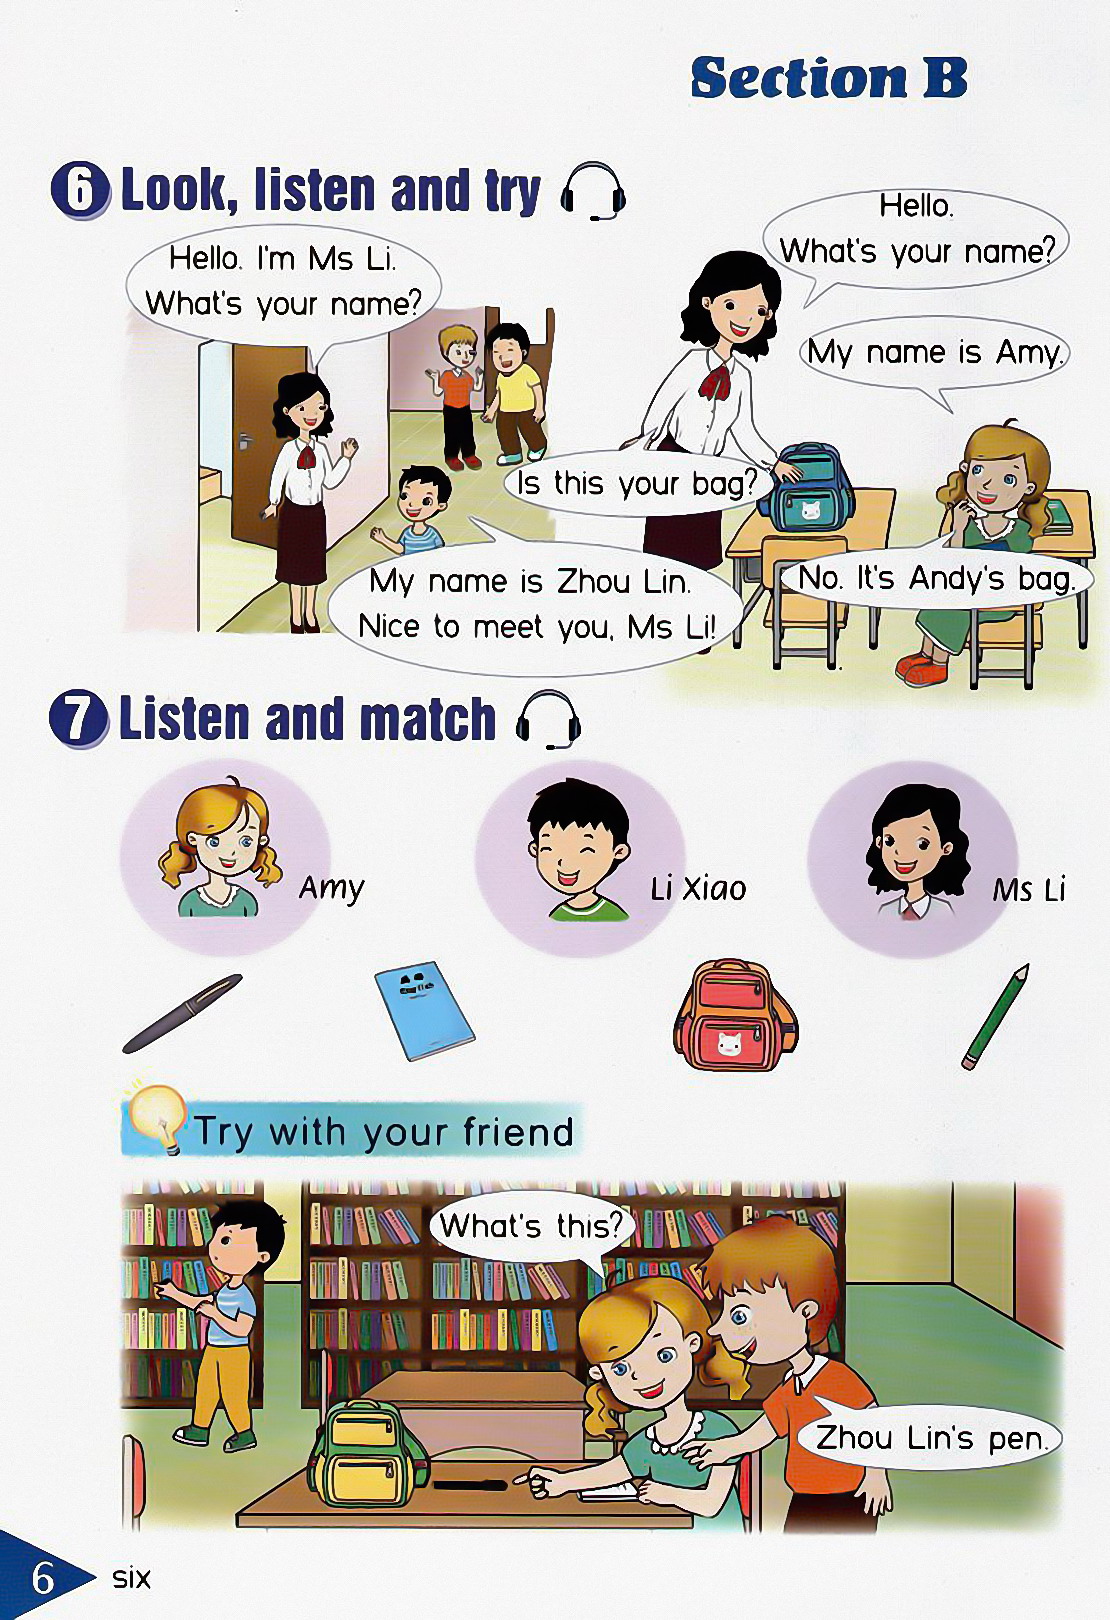 Section B
6 Look, listen and try
Hello. I'm Ms Li.
What's your name?
My name is Zhou Lin.
Nice to meet you, Ms Li!
Hello.
What's your name?
My name is Amy.
Is this your bag?
No. It's Andy's bag.
7 Listen and match
Amy
Li Xiao
Ms Li
Try with your friend
What's this?
Zhou Lin's pen.
6 six